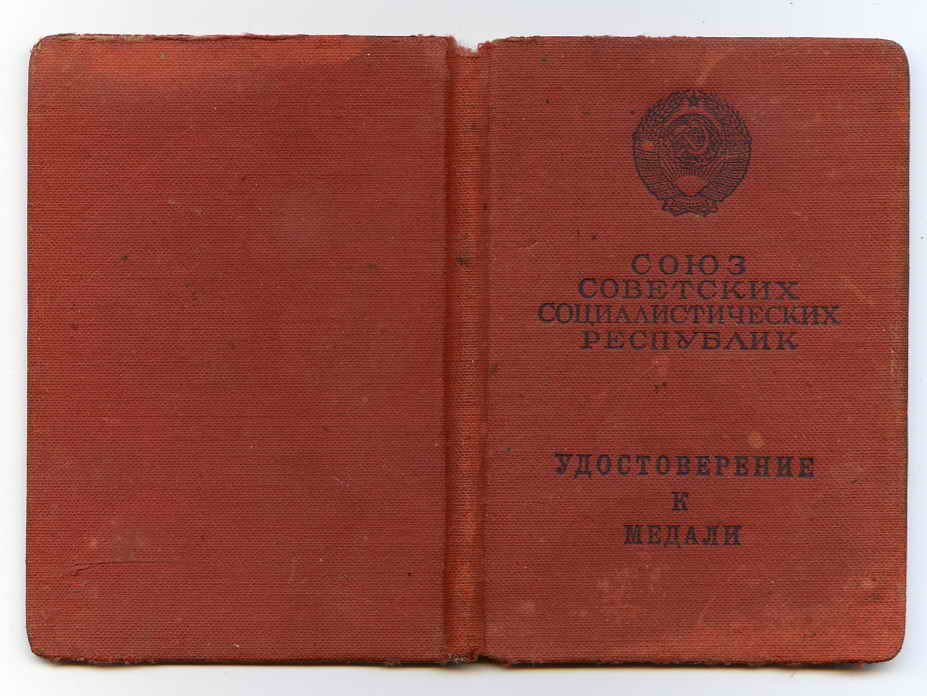 СОЮЗ
СОВЕТСКИХ
СОЦИАЛИСТИЧЕСКИХ
РЕСПУБЛИК
УДОСТОВЕРЕНИЕ
К
МЕДАЛИ